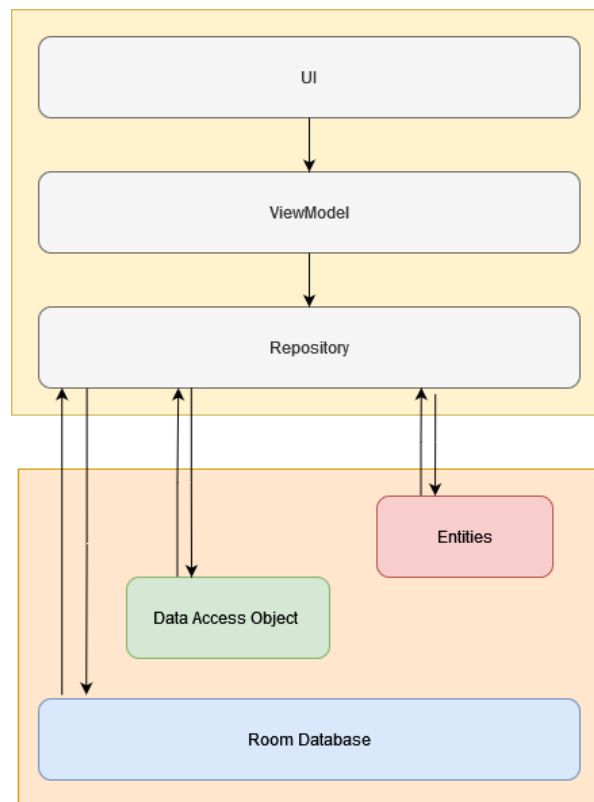 UI
ViewModel
Repository
Entities
Data Access Object
Room Database